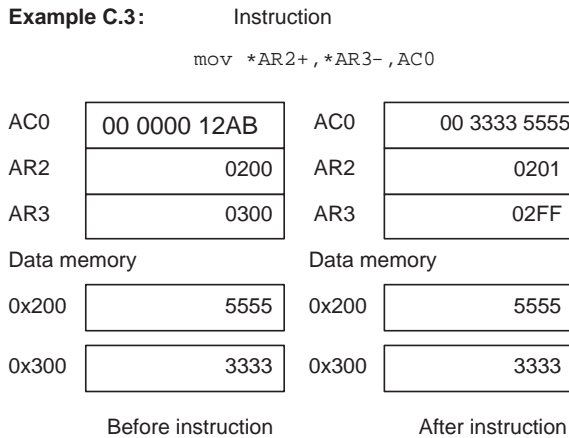 Example C.3: Instruction
mov *AR2+,*AR3-,AC0
AC0 00 0000 12AB AC0 00 3333 5555
AR2 0200 AR2 0201
AR3 0300 AR3 02FF
Data memory Data memory
0x200 5555 0x200 5555
0x300 3333 0x300 3333
Before instruction After instruction